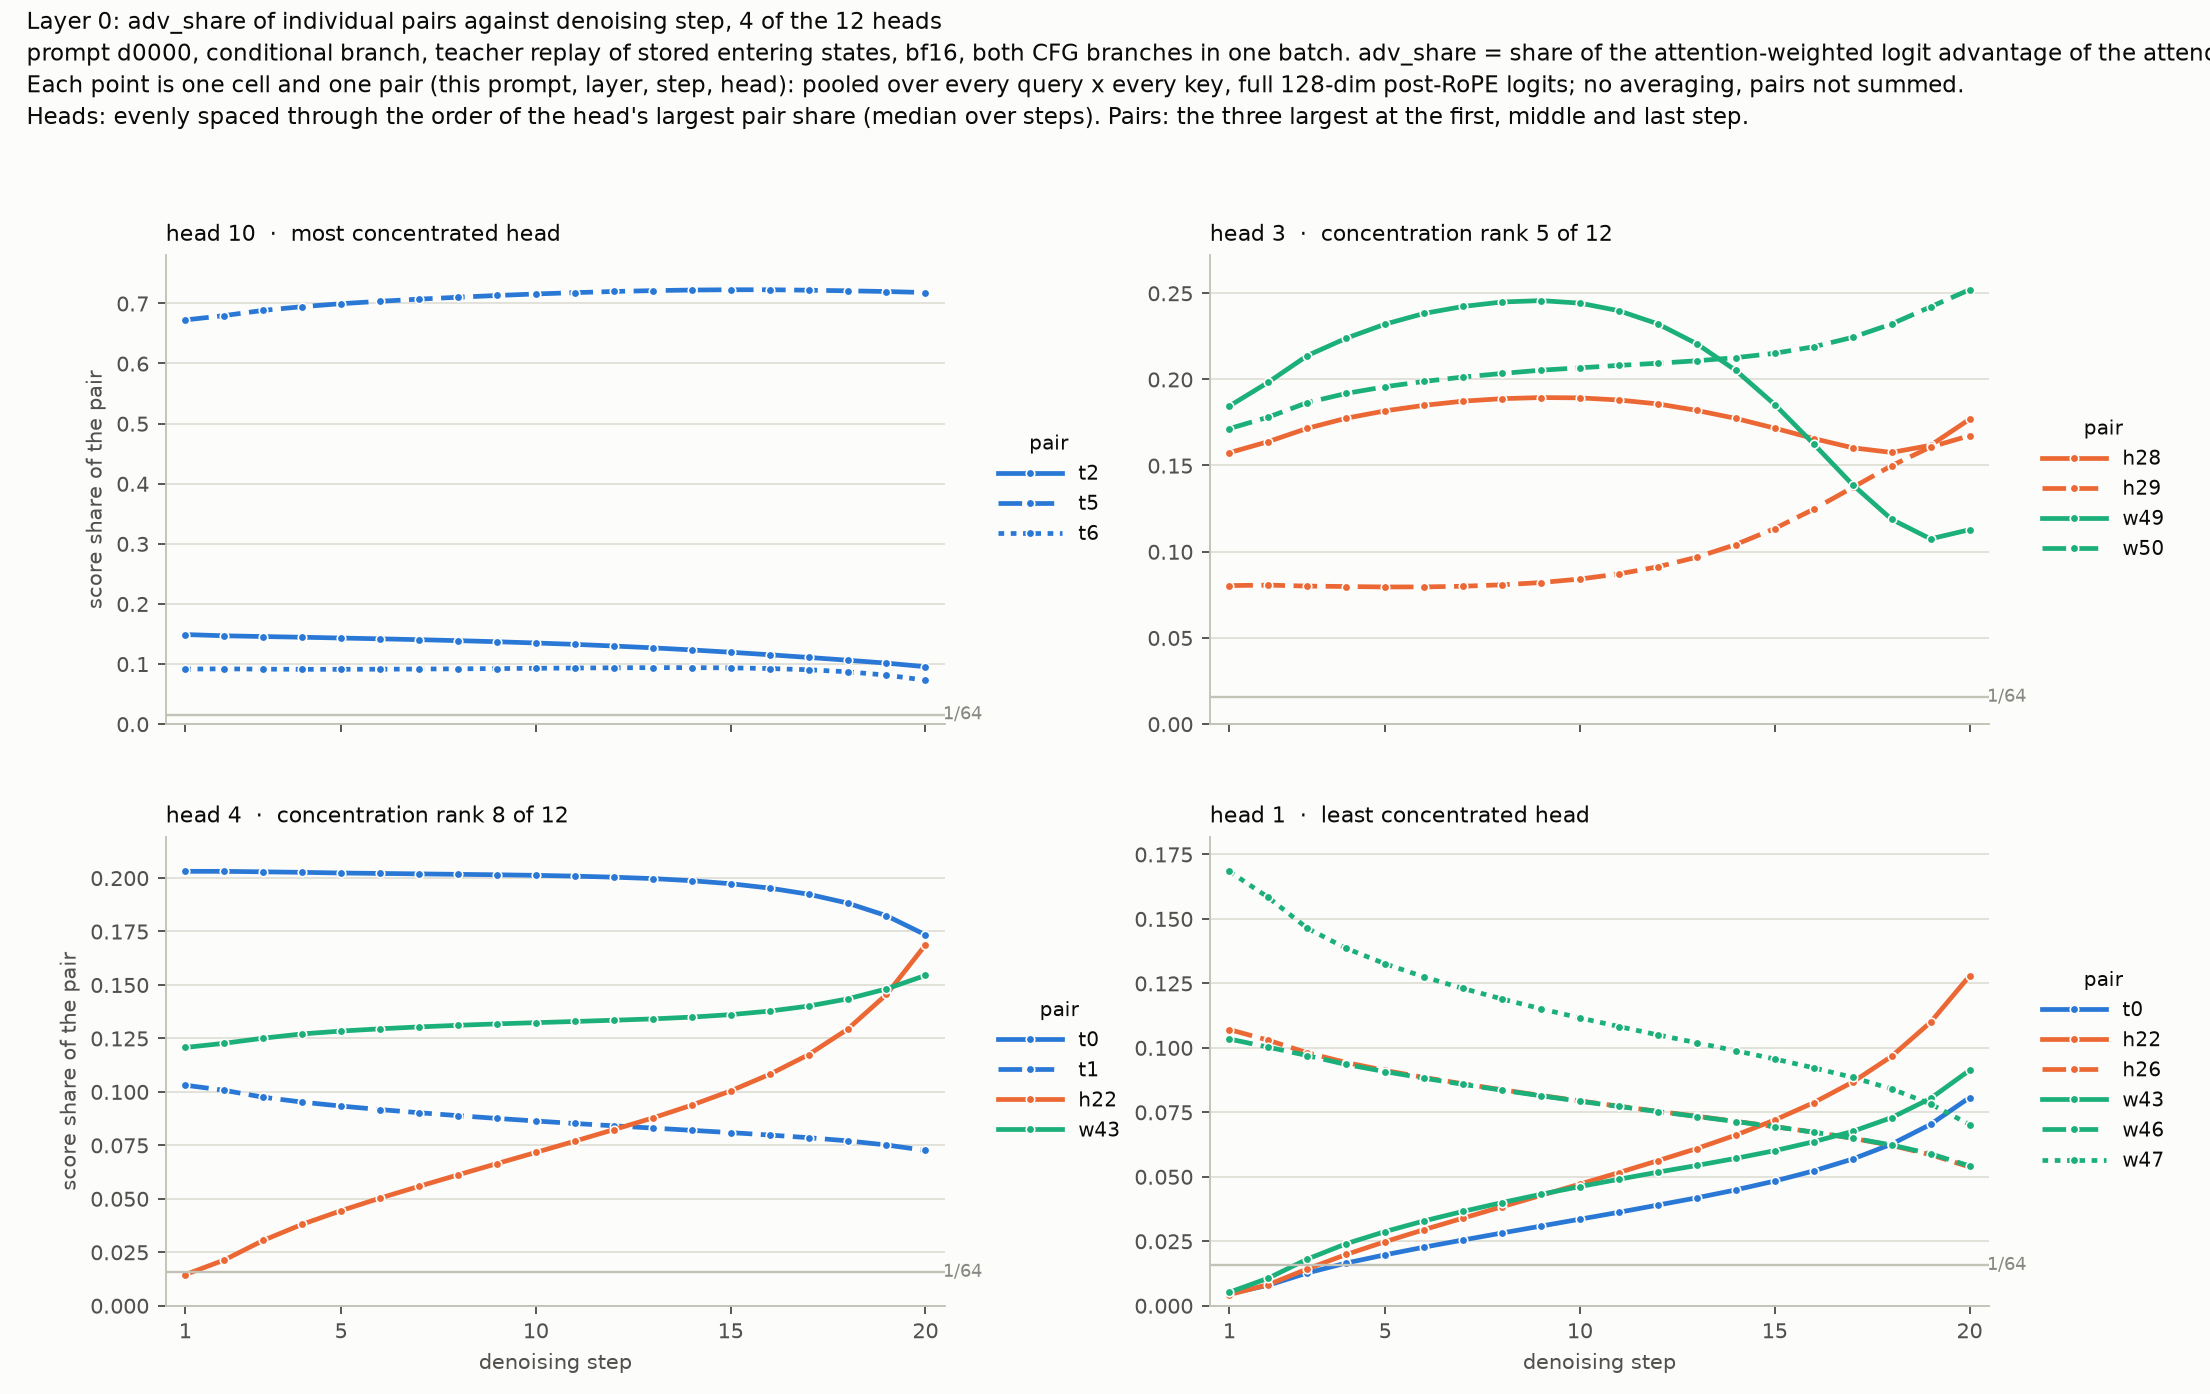 Layer 0: adv_share of individual pairs against denoising step, 4 of the 12 heads
prompt d0000, conditional branch, teacher replay of stored entering states, bf16, both CFG branches in one batch. adv_share = share of the attention-weighted logit advantage of the
Each point is one cell and one pair (this prompt, layer, step, head): pooled over every query x every key, full 128-dim post-RoPE logits; no averaging, pairs not summed.
Heads: evenly spaced through the order of the head's largest pair share (median over steps). Pairs: the three largest at the first, middle and last step.
head 10 · most concentrated head
score share of the pair
0.7
0.6
0.5
0.4
0.3
0.2
0.1
0.0
1/64
pair
t2
t5
t6
head 3 · concentration rank 5 of 12
0.25
0.20
0.15
0.10
0.05
0.00
1/64
pair
h28
h29
w49
w50
head 4 · concentration rank 8 of 12
score share of the pair
0.200
0.175
0.150
0.125
0.100
0.075
0.050
0.025
0.000
1/64
1 5 10 15 20
denoising step
pair
t0
t1
h22
w43
head 1 · least concentrated head
0.175
0.150
0.125
0.100
0.075
0.050
0.025
0.000
1/64
1 5 10 15 20
denoising step
pair
t0
h22
h26
w43
w46
w47